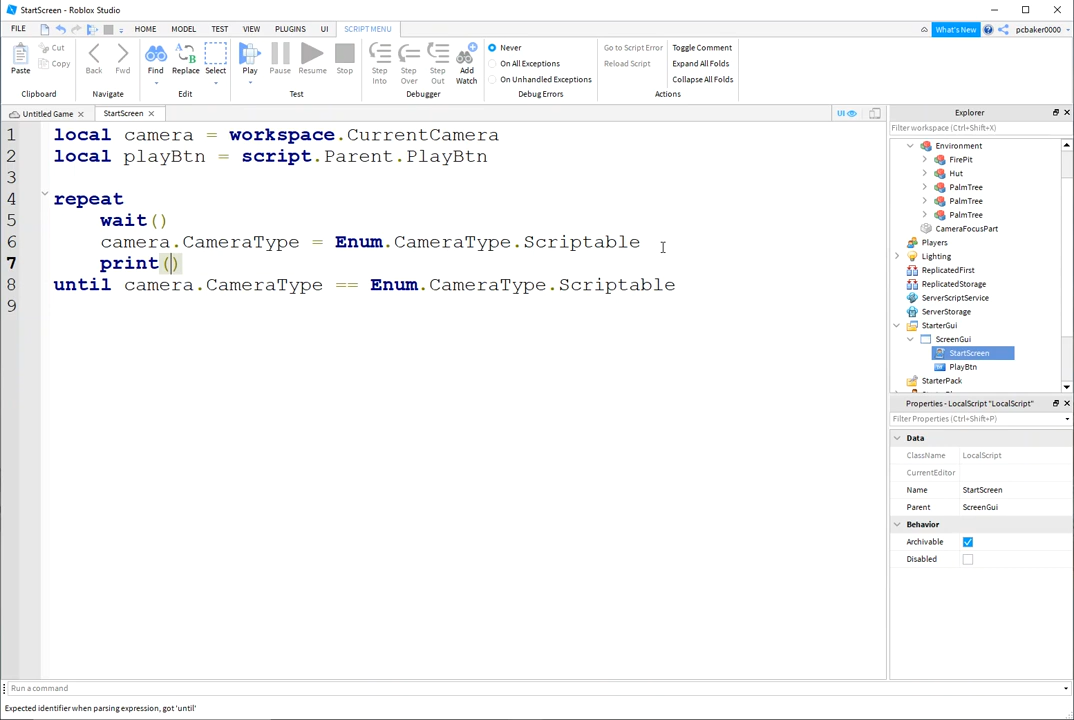 StartScreen - Roblox Studio
FILE HOME MODEL TEST VIEW PLUGINS UI SCRIPT MENU What's New pcbaker0000
Paste Cut Copy Back Fwd Find Replace Select Play Pause Resume Stop Step Into Step Over Step Out Add Watch
Never
On All Exceptions
On Unhandled Exceptions
Go to Script Error
Reload Script
Toggle Comment
Expand All Folds
Collapse All Folds
Clipboard Navigate Edit Test Debugger Debug Errors Actions
Untitled Game StartScreen UI
1 local camera = workspace.CurrentCamera
2 local playBtn = script.Parent.PlayBtn
3
4 repeat
5 wait()
6 camera.CameraType = Enum.CameraType.Scriptable
7 print()
8 until camera.CameraType == Enum.CameraType.Scriptable
9
Explorer
Filter workspace (Ctrl+Shift+X)
Environment
FirePit
Hut
PalmTree
PalmTree
PalmTree
CameraFocusPart
Players
Lighting
ReplicatedFirst
ReplicatedStorage
ServerScriptService
ServerStorage
StarterGui
ScreenGui
StartScreen
PlayBtn
StarterPack
Properties - LocalScript "LocalScript"
Filter Properties (Ctrl+Shift+P)
Data
ClassName LocalScript
CurrentEditor
Name StartScreen
Parent ScreenGui
Behavior
Archivable
Disabled
Run a command
Expected identifier when parsing expression, got 'until'